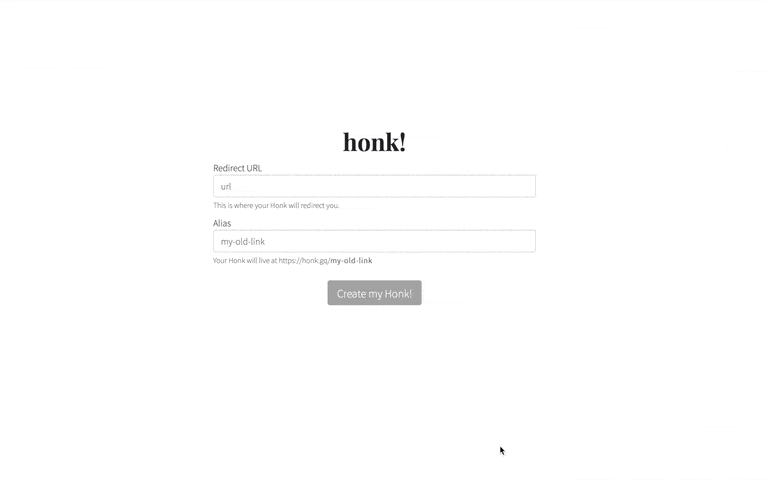 honk!
Redirect URL
url
This is where your Honk will redirect you.
Alias
my-old-link
Your Honk will live at https://honk.gq/my-old-link
Create my Honk!